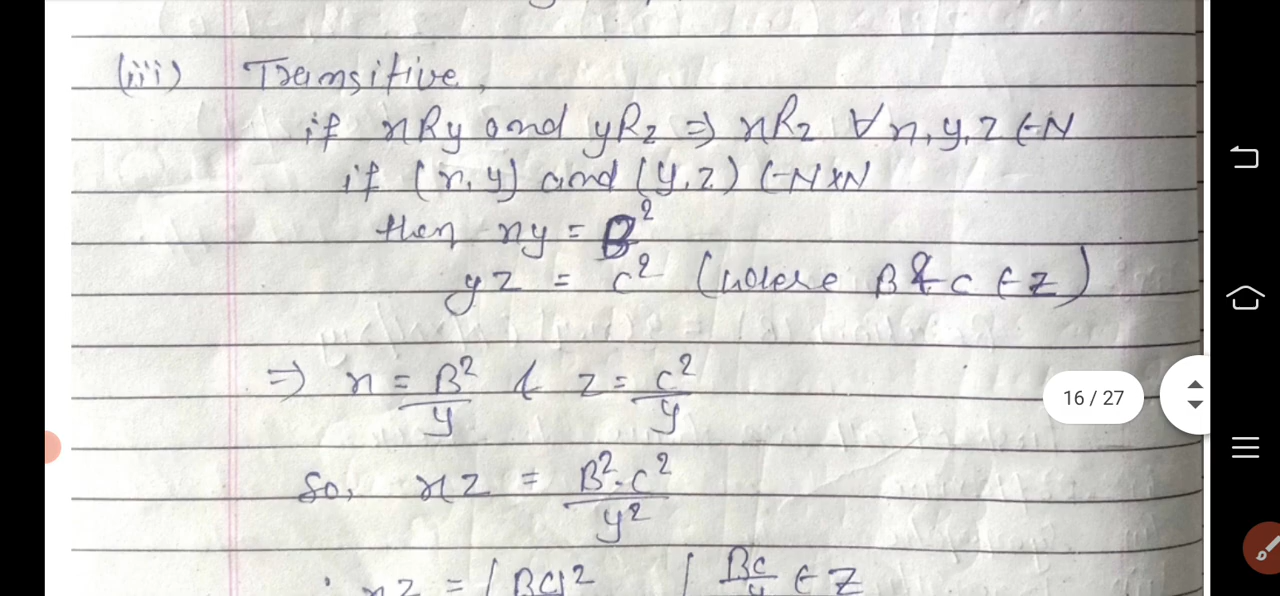 (iii) Transitive,
if xRy and yRz ⇒ xRz ∀ x, y, z ∈ N
if (x, y) and (y, z) ∈ N×N
then xy = B²
yz = c² (where B & c ∈ z)
⇒ x = B²/y & z = c²/y
So, xz = B².c²/y²
16 / 27